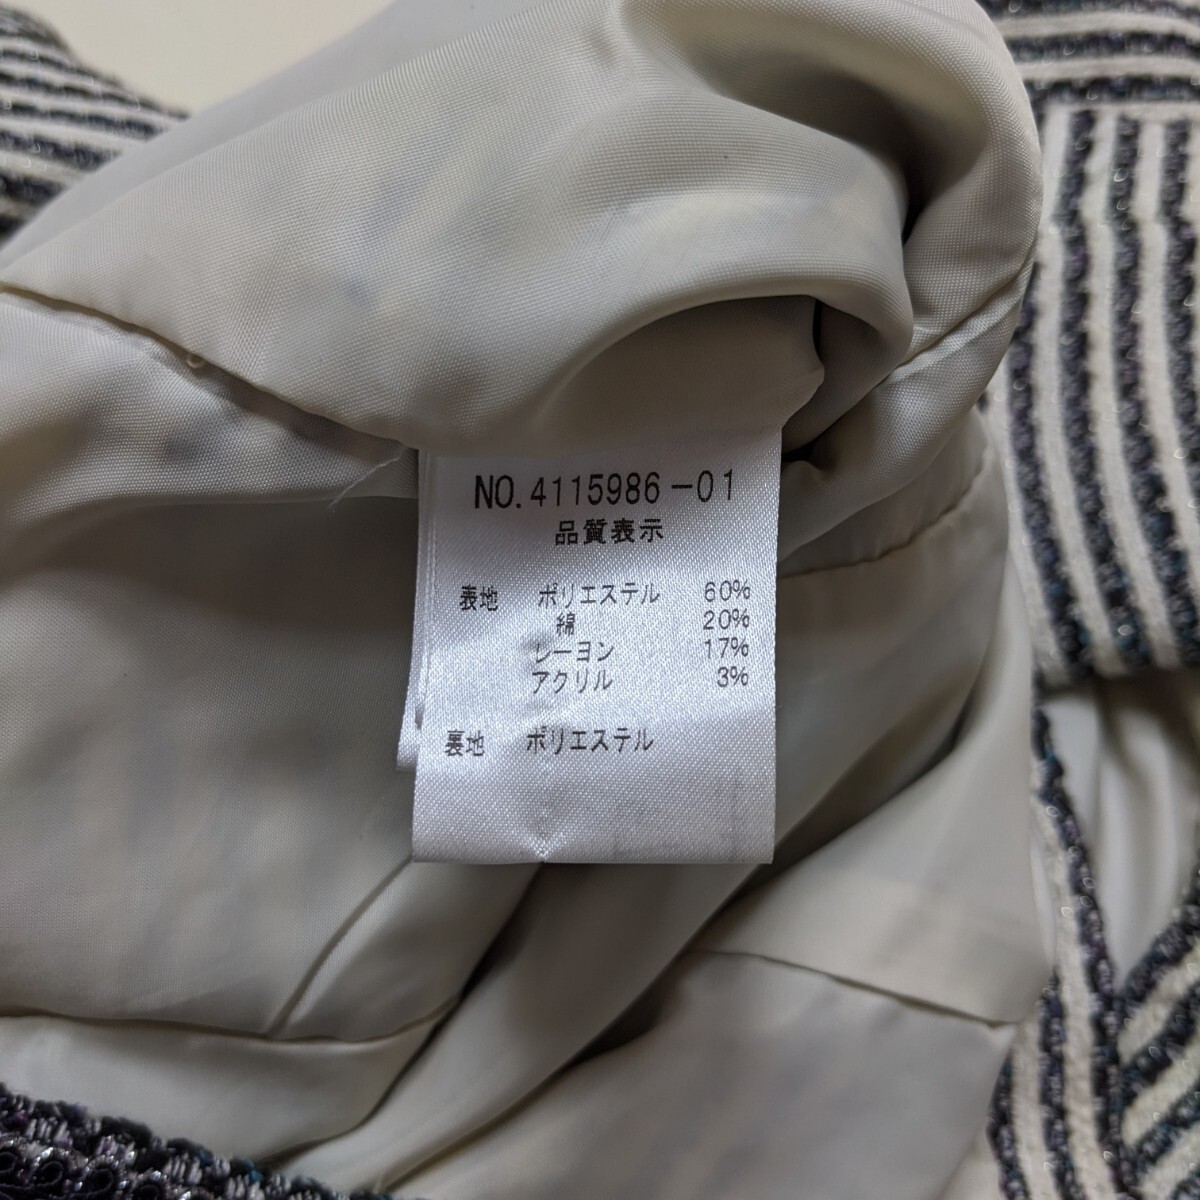 NO.4115986-01
品質表示
表地 ポリエステル 60%
綿 20%
レーヨン 17%
アクリル 3%
裏地 ポリエステル